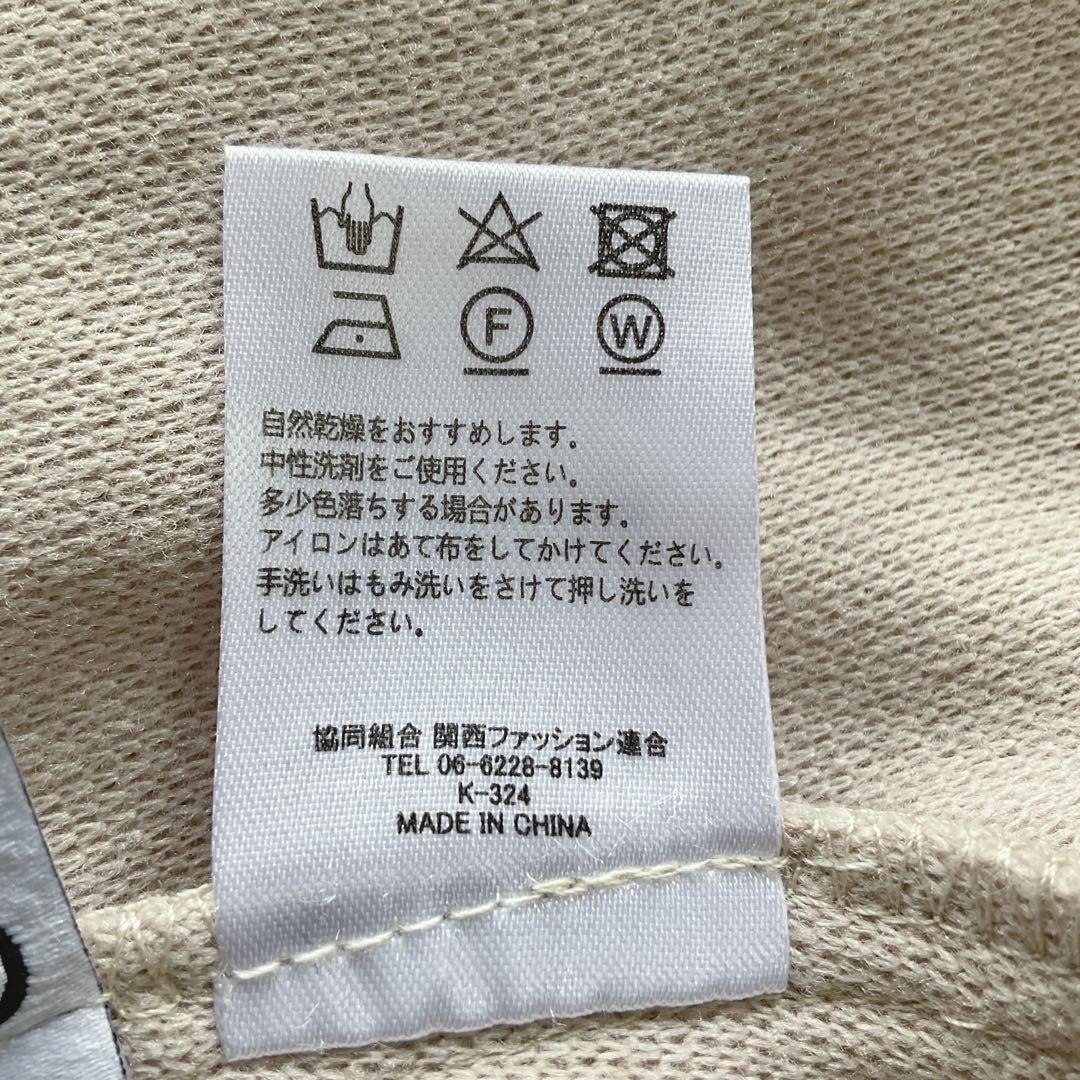 F W
自然乾燥をおすすめします。
中性洗剤をご使用ください。
多少色落ちする場合があります。
アイロンはあて布をしてかけてください。
手洗いはもみ洗いをさけて押し洗いを
してください。
協同組合 関西ファッション連合
TEL 06-6228-8139
K-324
MADE IN CHINA